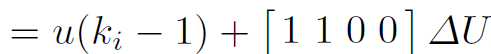 = u(k_i − 1) + ⌈1 1 0 0⌉ ΔU